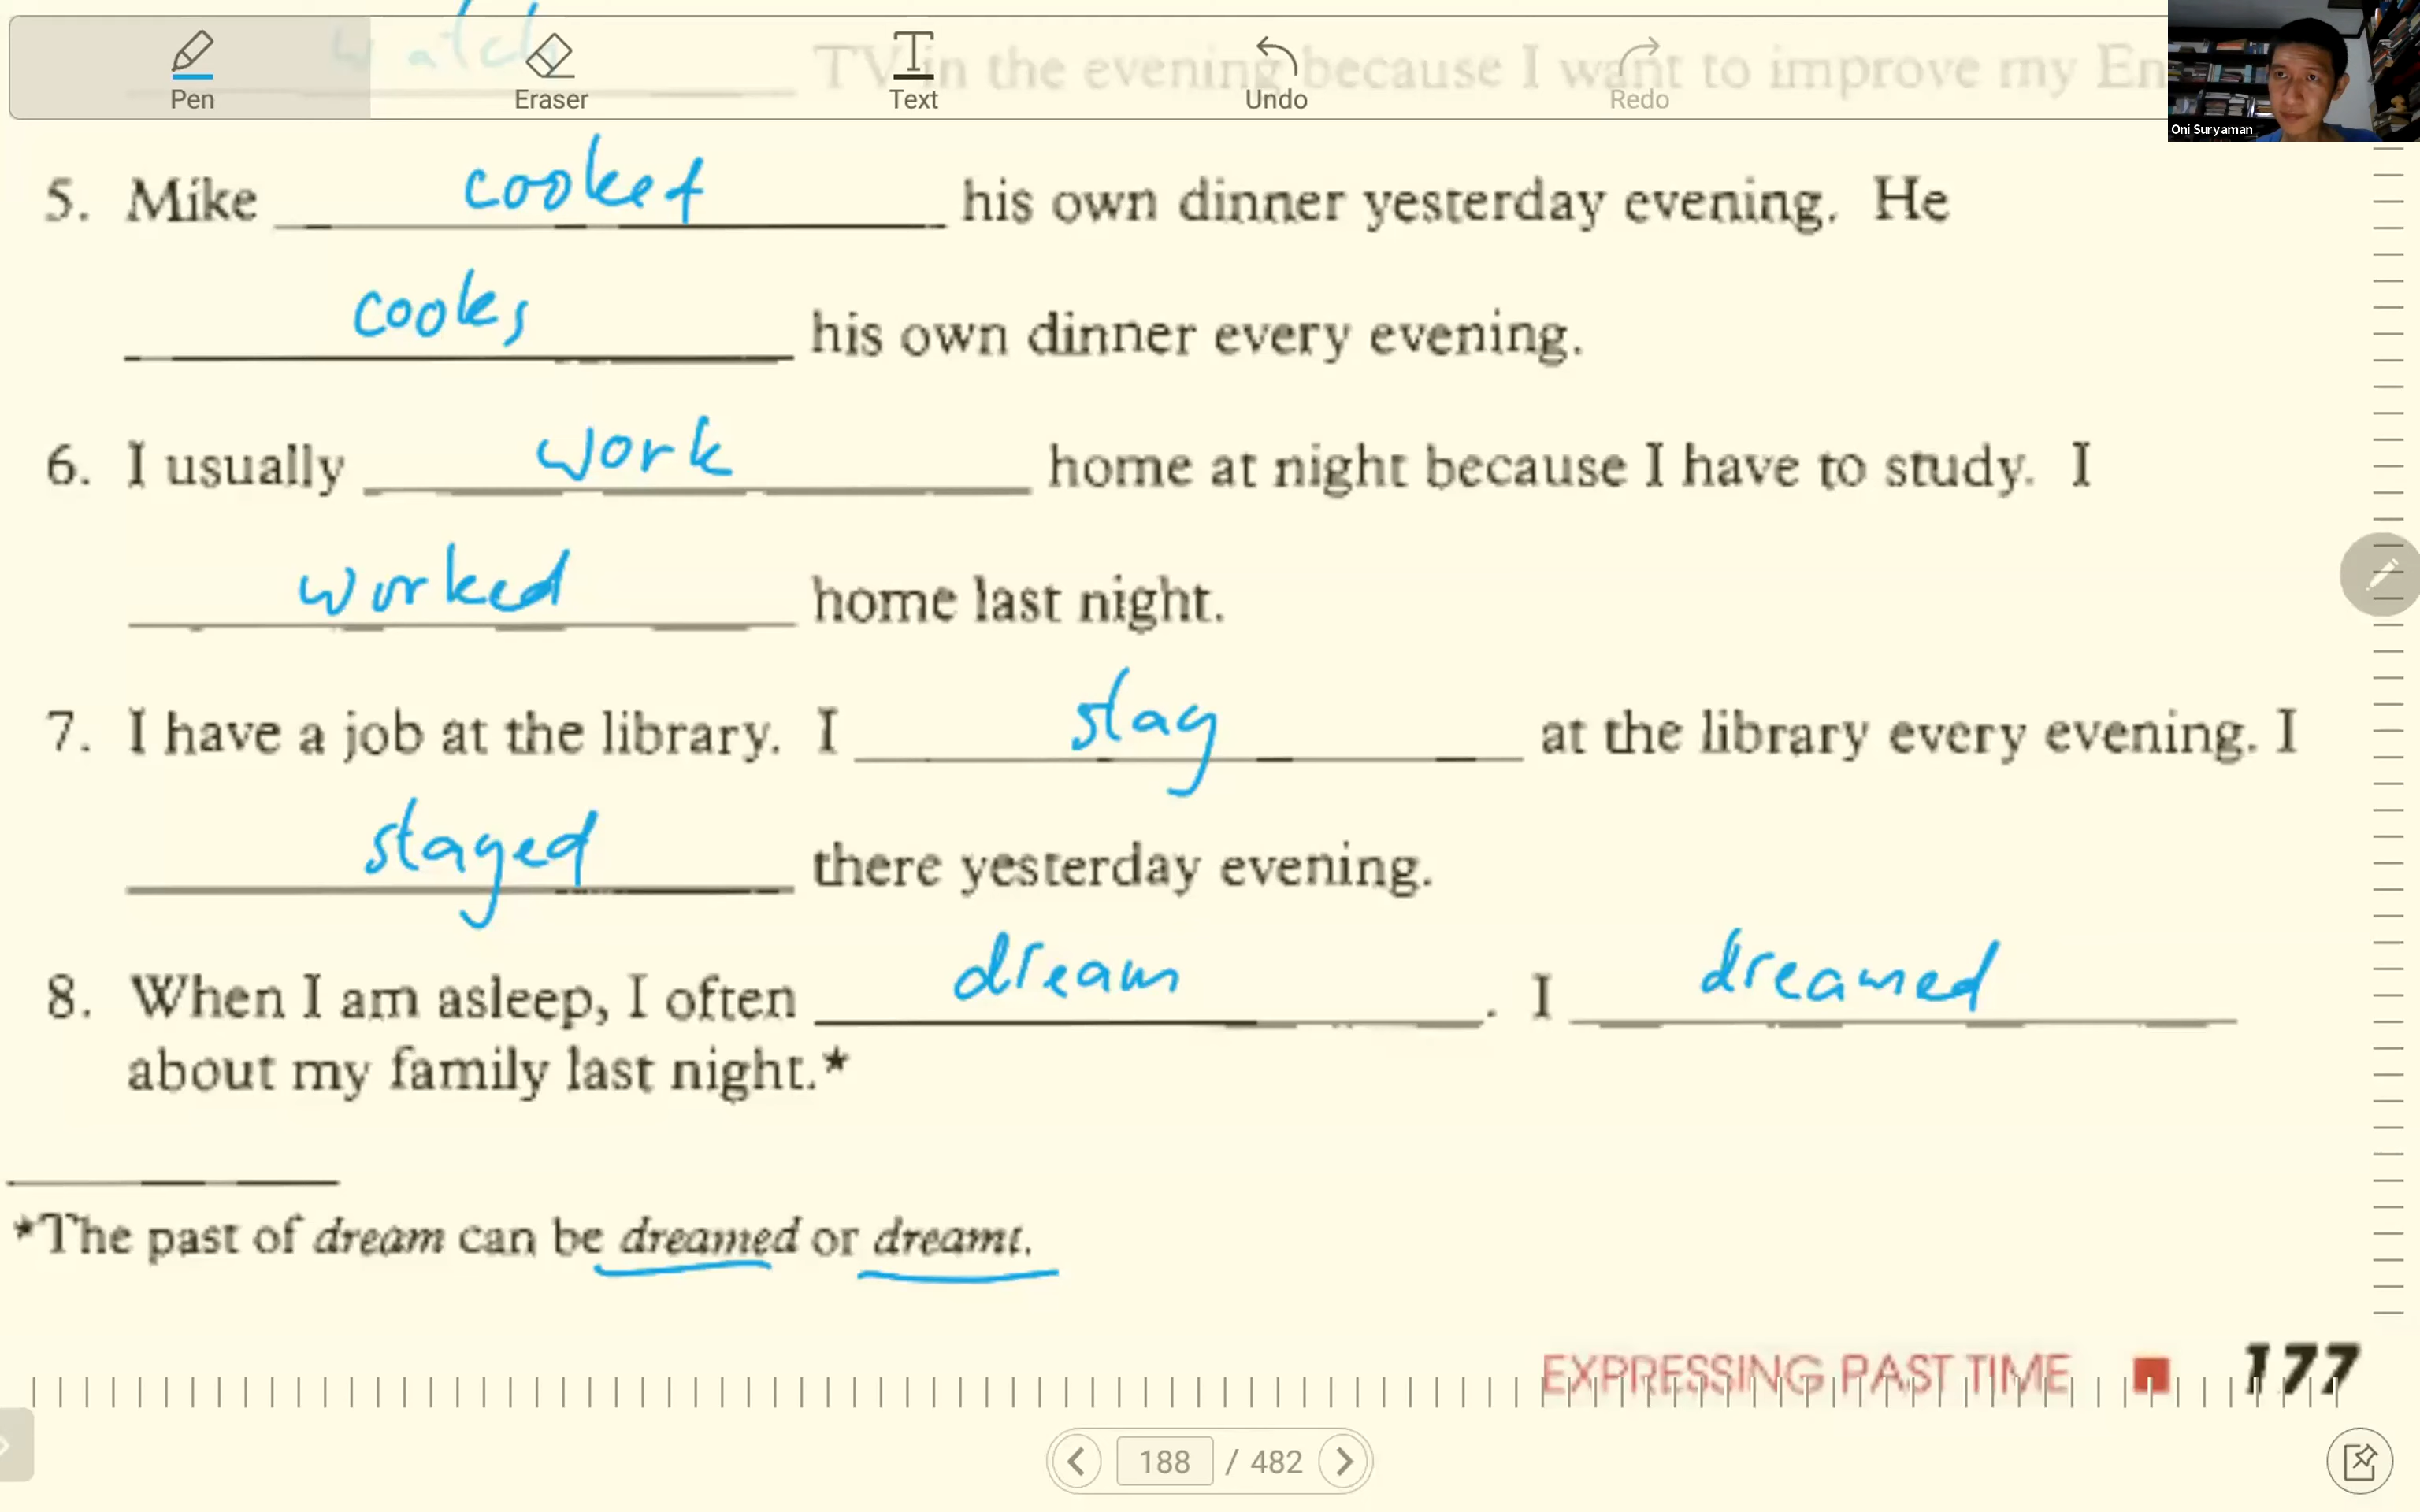 Pen Eraser Text Undo Redo
watch TV in the evening because I want to improve my En
Oni Suryaman
5. Mike cooked his own dinner yesterday evening. He
cooks his own dinner every evening.
6. I usually work home at night because I have to study. I
worked home last night.
7. I have a job at the library. I stay at the library every evening. I
stayed there yesterday evening.
8. When I am asleep, I often dream . I dreamed
about my family last night.*
*The past of dream can be dreamed or dreamt.
EXPRESSING PAST TIME ■ 177
188 / 482